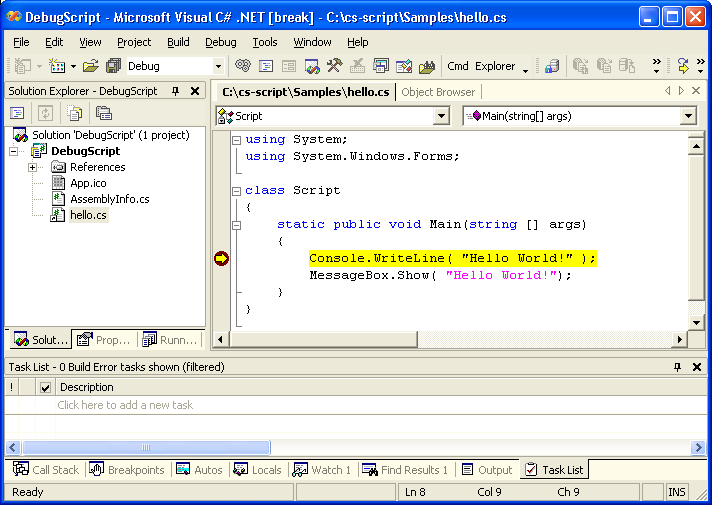 DebugScript - Microsoft Visual C# .NET [break] - C:\cs-script\Samples\hello.cs
File Edit View Project Build Debug Tools Window Help
Debug Cmd Explorer
Solution Explorer - DebugScript
C:\cs-script\Samples\hello.cs Object Browser
Script Main(string[] args)
Solution 'DebugScript' (1 project)
DebugScript
References
App.ico
AssemblyInfo.cs
hello.cs
using System;
using System.Windows.Forms;
class Script
{
static public void Main(string [] args)
{
Console.WriteLine( "Hello World!" );
MessageBox.Show( "Hello World!");
}
}
Solut... Prop... Runn...
Task List - 0 Build Error tasks shown (filtered)
! Description
Click here to add a new task
Call Stack Breakpoints Autos Locals Watch 1 Find Results 1 Output Task List
Ready Ln 8 Col 9 Ch 9 INS